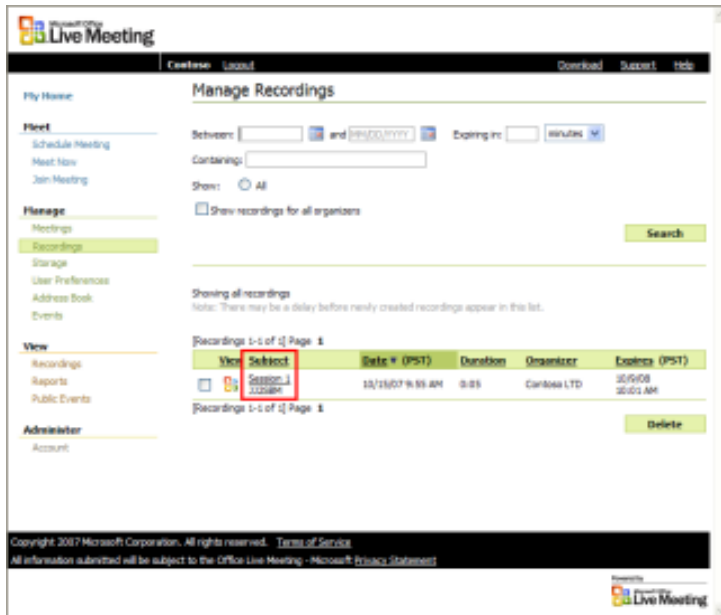 Microsoft Office
Live Meeting
Contoso Logout Download Support Help
My Home
Meet
Schedule Meeting
Meet Now
Join Meeting
Manage
Meetings
Recordings
Storage
User Preferences
Address Book
Events
View
Recordings
Reports
Public Events
Administer
Account
Manage Recordings
Between: and MM/DD/YYYY Expiring in: minutes
Containing:
Show: All
Show recordings for all organizers
Search
Showing all recordings
Note: There may be a delay before newly created recordings appear in this list.
[Recordings 1-1 of 1] Page 1
View Subject Date (PST) Duration Organizer Expires (PST)
Session 1 10/15/07 9:55 AM 0:05 Contoso LTD 10/9/08
10:01 AM
[Recordings 1-1 of 1] Page 1
Delete
Copyright 2007 Microsoft Corporation. All rights reserved. Terms of Service
All information submitted will be subject to the Office Live Meeting - Microsoft Privacy Statement
Powered by
Microsoft Office
Live Meeting